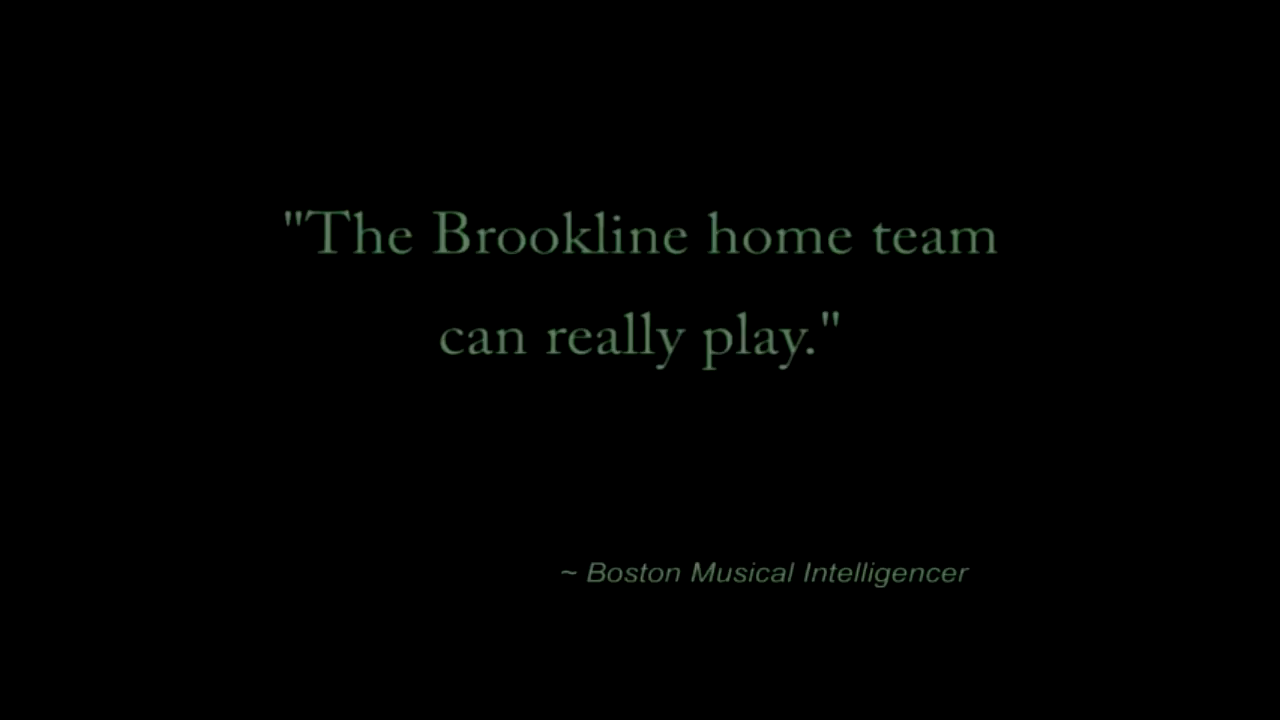 "The Brookline home team
can really play."
~ Boston Musical Intelligencer